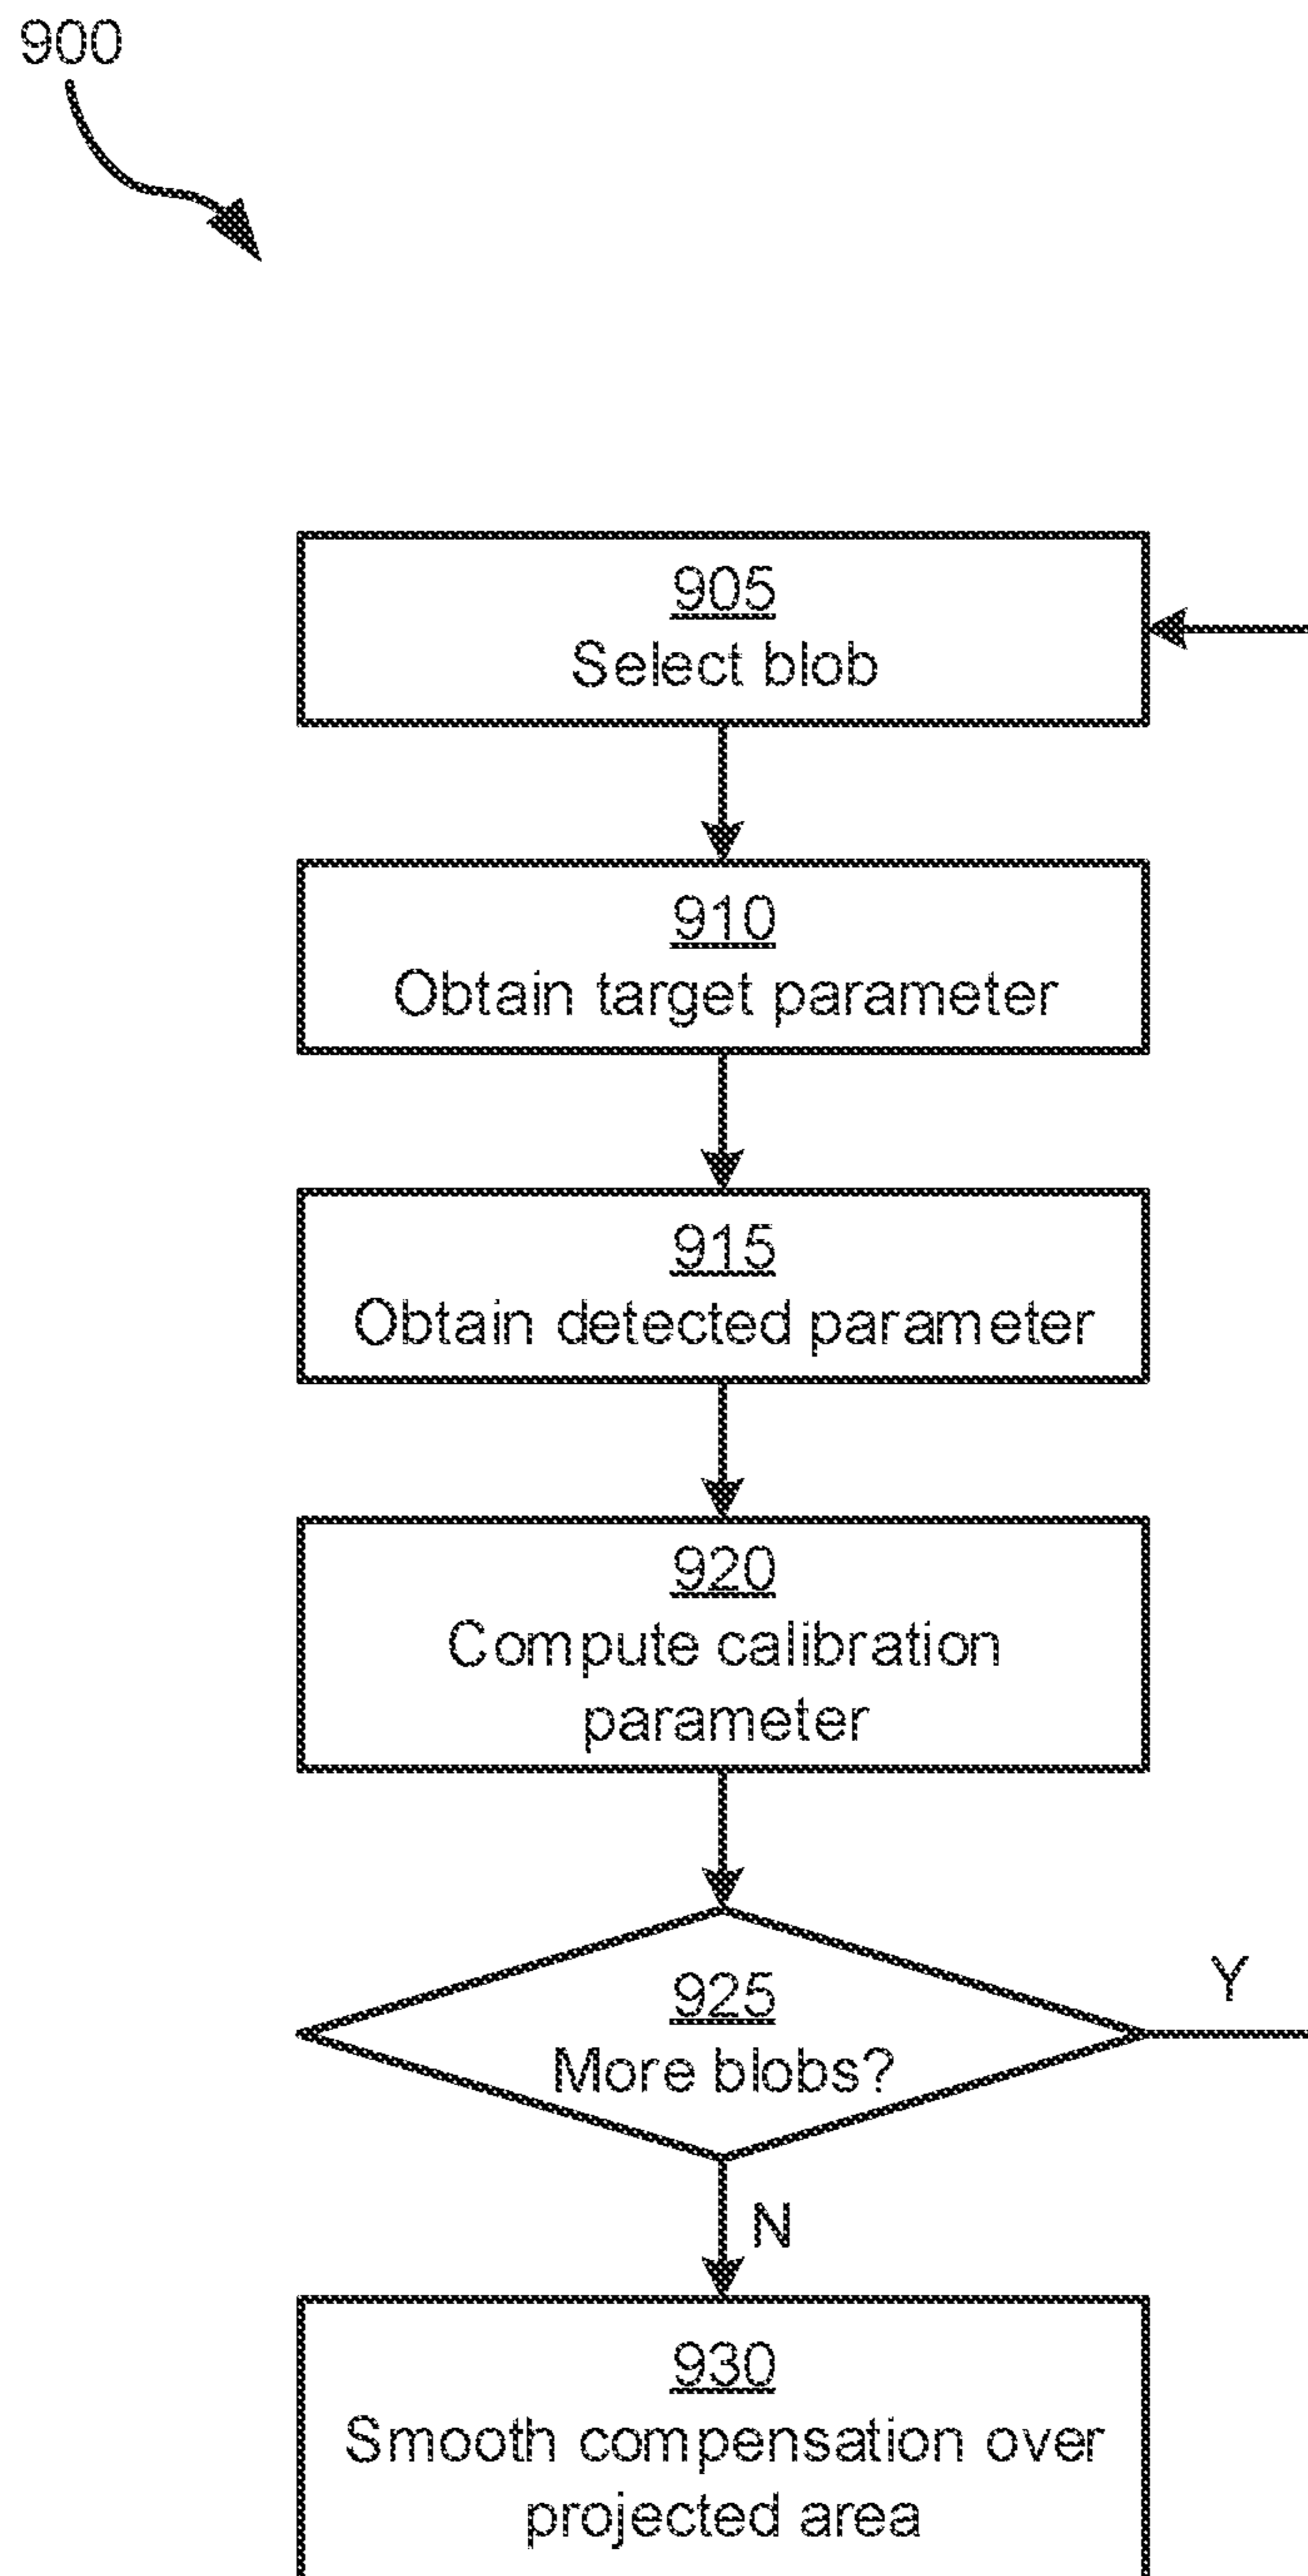 900
905
Select blob
910
Obtain target parameter
915
Obtain detected parameter
920
Compute calibration
parameter
925
More blobs?
Y
N
930
Smooth compensation over
projected area